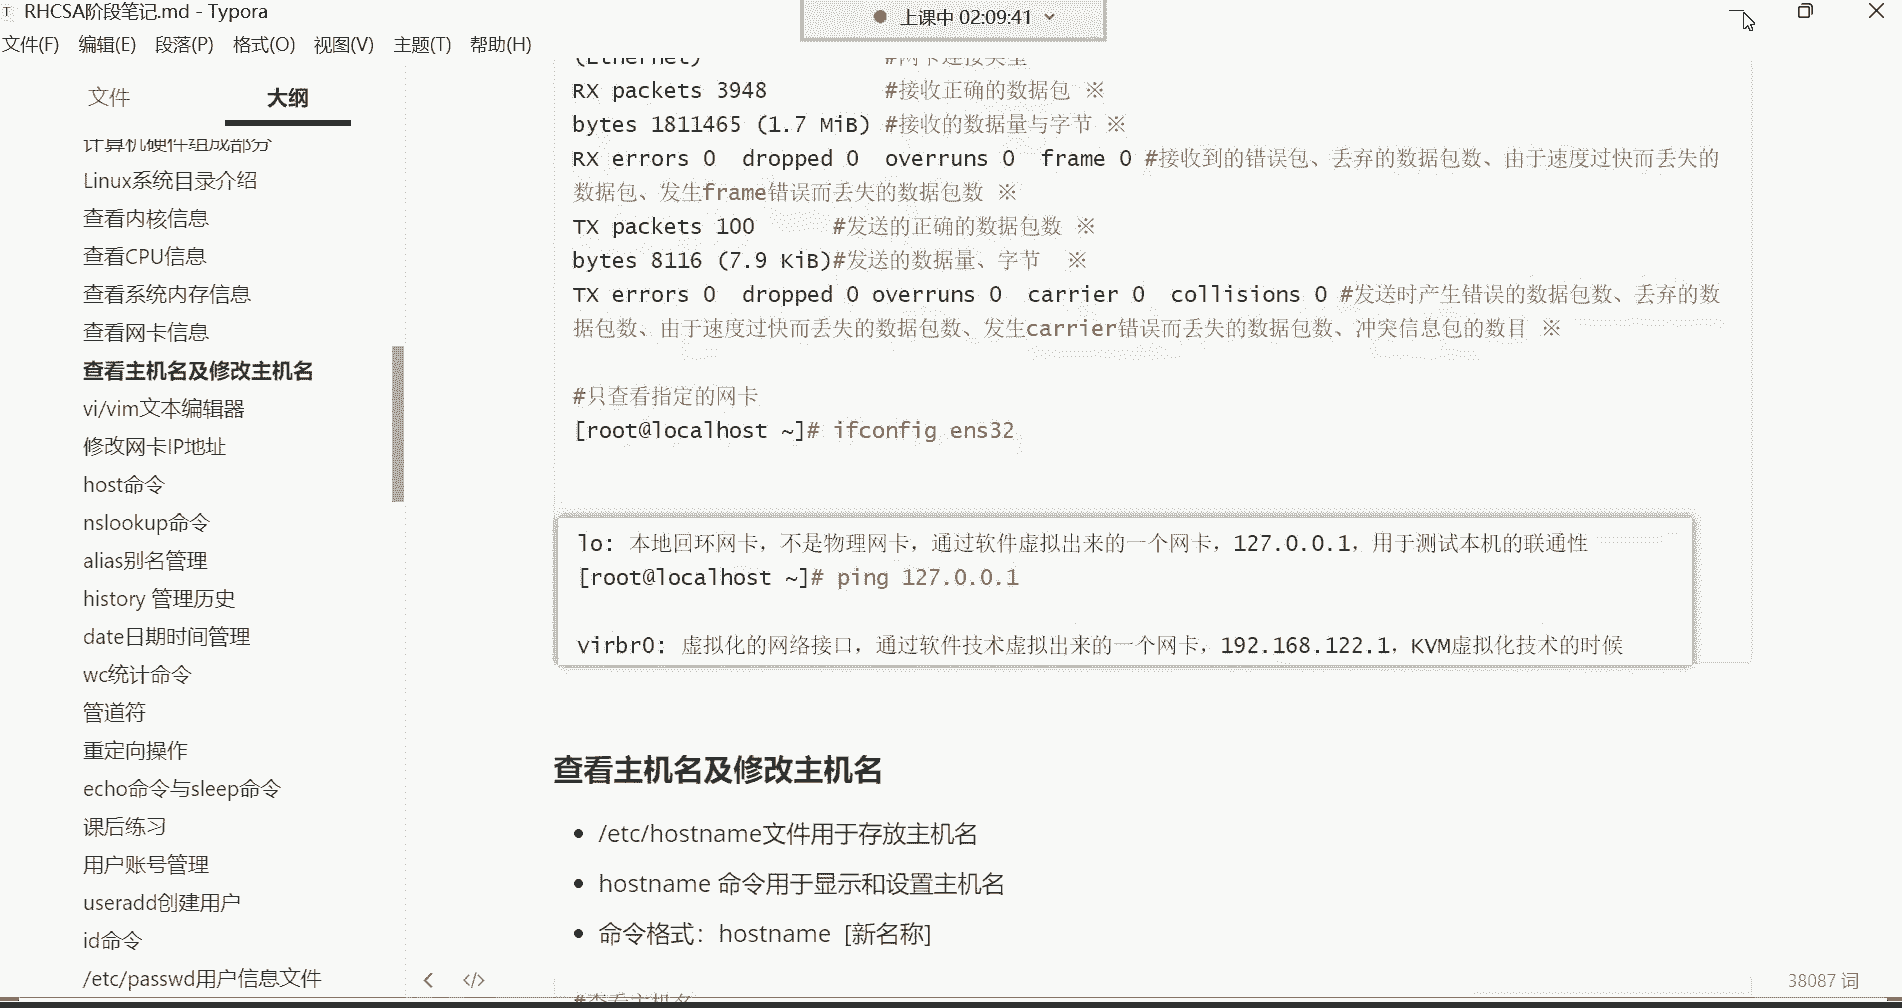 RHCSA阶段笔记.md - Typora
上课中 02:09:41
文件(F) 编辑(E) 段落(P) 格式(O) 视图(V) 主题(T) 帮助(H)
文件 大纲
计算机硬件组成部分
Linux系统目录介绍
查看内核信息
查看CPU信息
查看系统内存信息
查看网卡信息
查看主机名及修改主机名
vi/vim文本编辑器
修改网卡IP地址
host命令
nslookup命令
alias别名管理
history 管理历史
date日期时间管理
wc统计命令
管道符
重定向操作
echo命令与sleep命令
课后练习
用户账号管理
useradd创建用户
id命令
/etc/passwd用户信息文件
(Ethernet) #网卡连接类型
RX packets 3948 #接收正确的数据包 ※
bytes 1811465 (1.7 MiB) #接收的数据量与字节 ※
RX errors 0 dropped 0 overruns 0 frame 0 #接收到的错误包、丢弃的数据包数、由于速度过快而丢失的
数据包、发生frame错误而丢失的数据包数 ※
TX packets 100 #发送的正确的数据包数 ※
bytes 8116 (7.9 KiB)#发送的数据量、字节 ※
TX errors 0 dropped 0 overruns 0 carrier 0 collisions 0 #发送时产生错误的数据包数、丢弃的数
据包数、由于速度过快而丢失的数据包数、发生carrier错误而丢失的数据包数、冲突信息包的数目 ※
#只查看指定的网卡
[root@localhost ~]# ifconfig ens32
lo: 本地回环网卡，不是物理网卡，通过软件虚拟出来的一个网卡，127.0.0.1，用于测试本机的联通性
[root@localhost ~]# ping 127.0.0.1
virbr0: 虚拟化的网络接口，通过软件技术虚拟出来的一个网卡，192.168.122.1，KVM虚拟化技术的时候
查看主机名及修改主机名
/etc/hostname文件用于存放主机名
hostname 命令用于显示和设置主机名
命令格式：hostname [新名称]
#查看主机名
38087 词